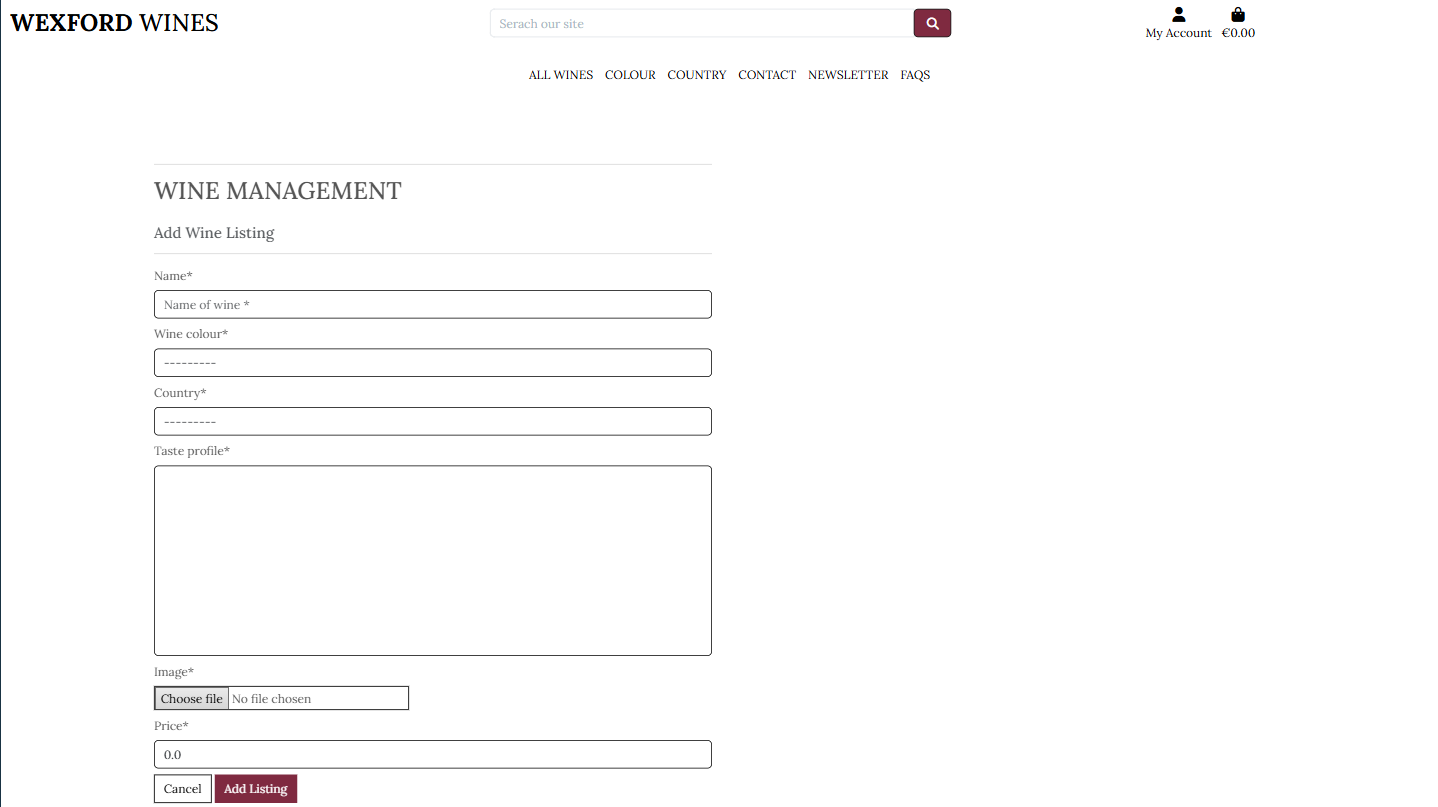 WEXFORD WINES
Serach our site
My Account €0.00
ALL WINES COLOUR COUNTRY CONTACT NEWSLETTER FAQS
WINE MANAGEMENT
Add Wine Listing
Name*
Name of wine *
Wine colour*
---------
Country*
---------
Taste profile*
Image*
Choose file No file chosen
Price*
0.0
Cancel Add Listing